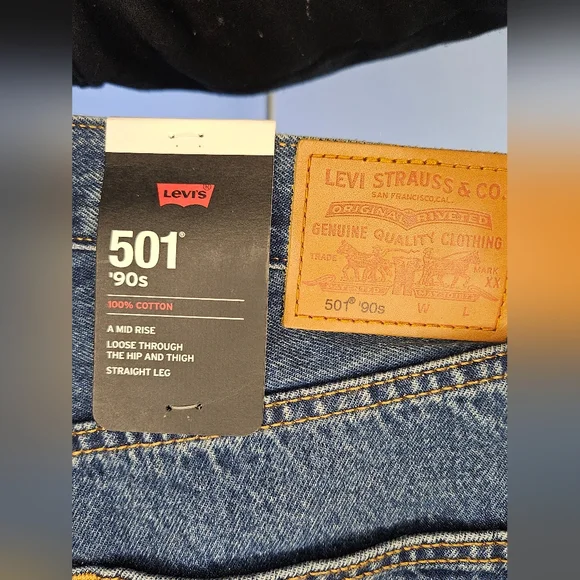 LEVI'S®
501®
'90s
100% COTTON
A MID RISE
LOOSE THROUGH
THE HIP AND THIGH
STRAIGHT LEG
LEVI STRAUSS & CO.
SAN FRANCISCO, CAL.
ORIGINAL RIVETED
GENUINE QUALITY CLOTHING
TRADE MARK
XX
501® '90s W L